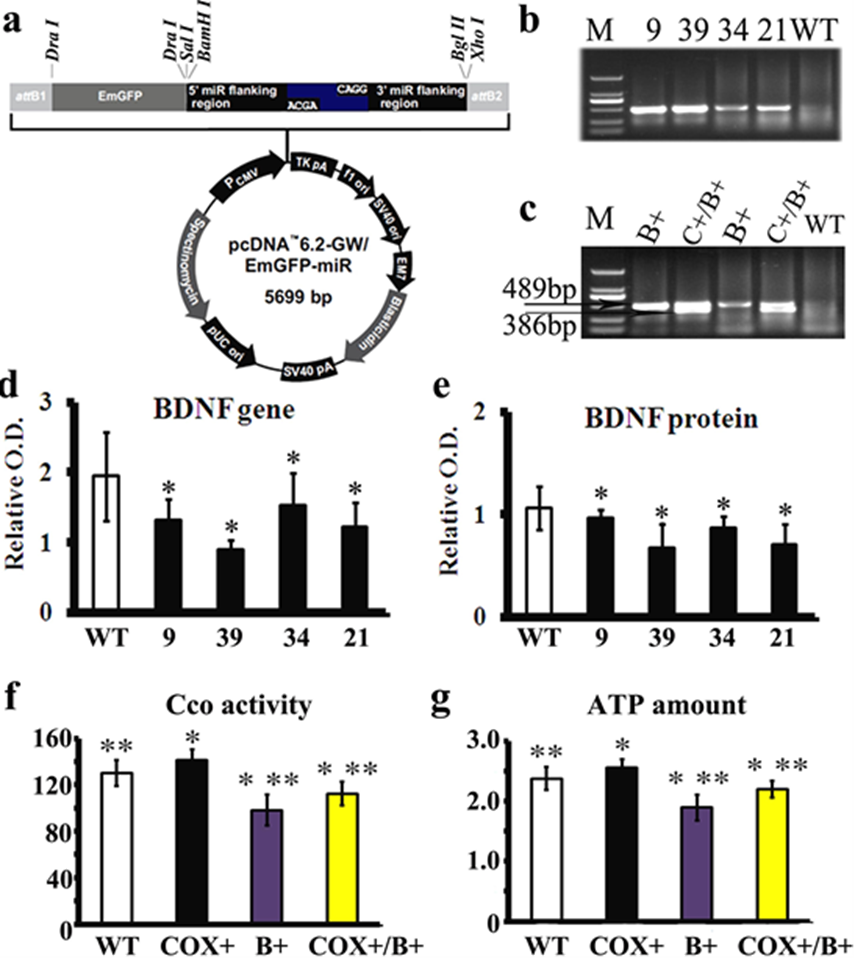 a
Dra I
Dra I
Sal I
BamH I
Bgl II
Xho I
attB1
EmGFP
5' miR flanking region
ACGA
CAGG
3' miR flanking region
attB2
PCMV
TK pA
f1 ori
SV40 ori
EM7
Blasticidin
SV40 pA
pUC ori
Spectinomycin
pcDNA™6.2-GW/
EmGFP-miR
5699 bp
b
M 9 39 34 21 WT
c
M B+ C+/B+ B+ C+/B+ WT
489bp
386bp
d
BDNF gene
Relative O.D.
3
2
1
0
* * * *
WT 9 39 34 21
e
BDNF protein
Relative O.D.
2
1
0
* * * *
WT 9 39 34 21
f
Cco activity
160
120
80
40
0
** * * ** * **
WT COX+ B+ COX+/B+
g
ATP amount
3.0
2.0
1.0
0
** * * ** * **
WT COX+ B+ COX+/B+